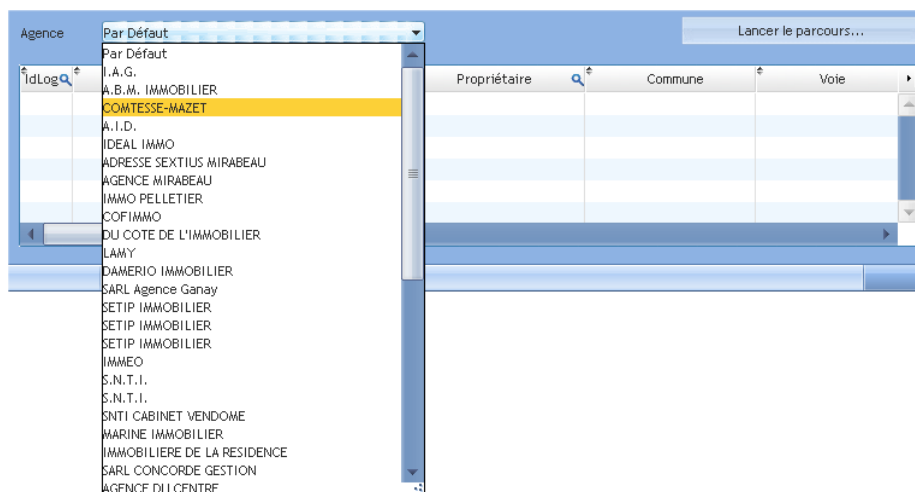 Agence Par Défaut Lancer le parcours...
IdLog Propriétaire Commune Voie
Par Défaut
I.A.G.
A.B.M. IMMOBILIER
COMTESSE-MAZET
A.I.D.
IDEAL IMMO
ADRESSE SEXTIUS MIRABEAU
AGENCE MIRABEAU
IMMO PELLETIER
COFIMMO
DU COTE DE L'IMMOBILIER
LAMY
DAMERIO IMMOBILIER
SARL Agence Ganay
SETIP IMMOBILIER
SETIP IMMOBILIER
SETIP IMMOBILIER
IMMEO
S.N.T.I.
S.N.T.I.
SNTI CABINET VENDOME
MARINE IMMOBILIER
IMMOBILIERE DE LA RESIDENCE
SARL CONCORDE GESTION
AGENCE DU CENTRE